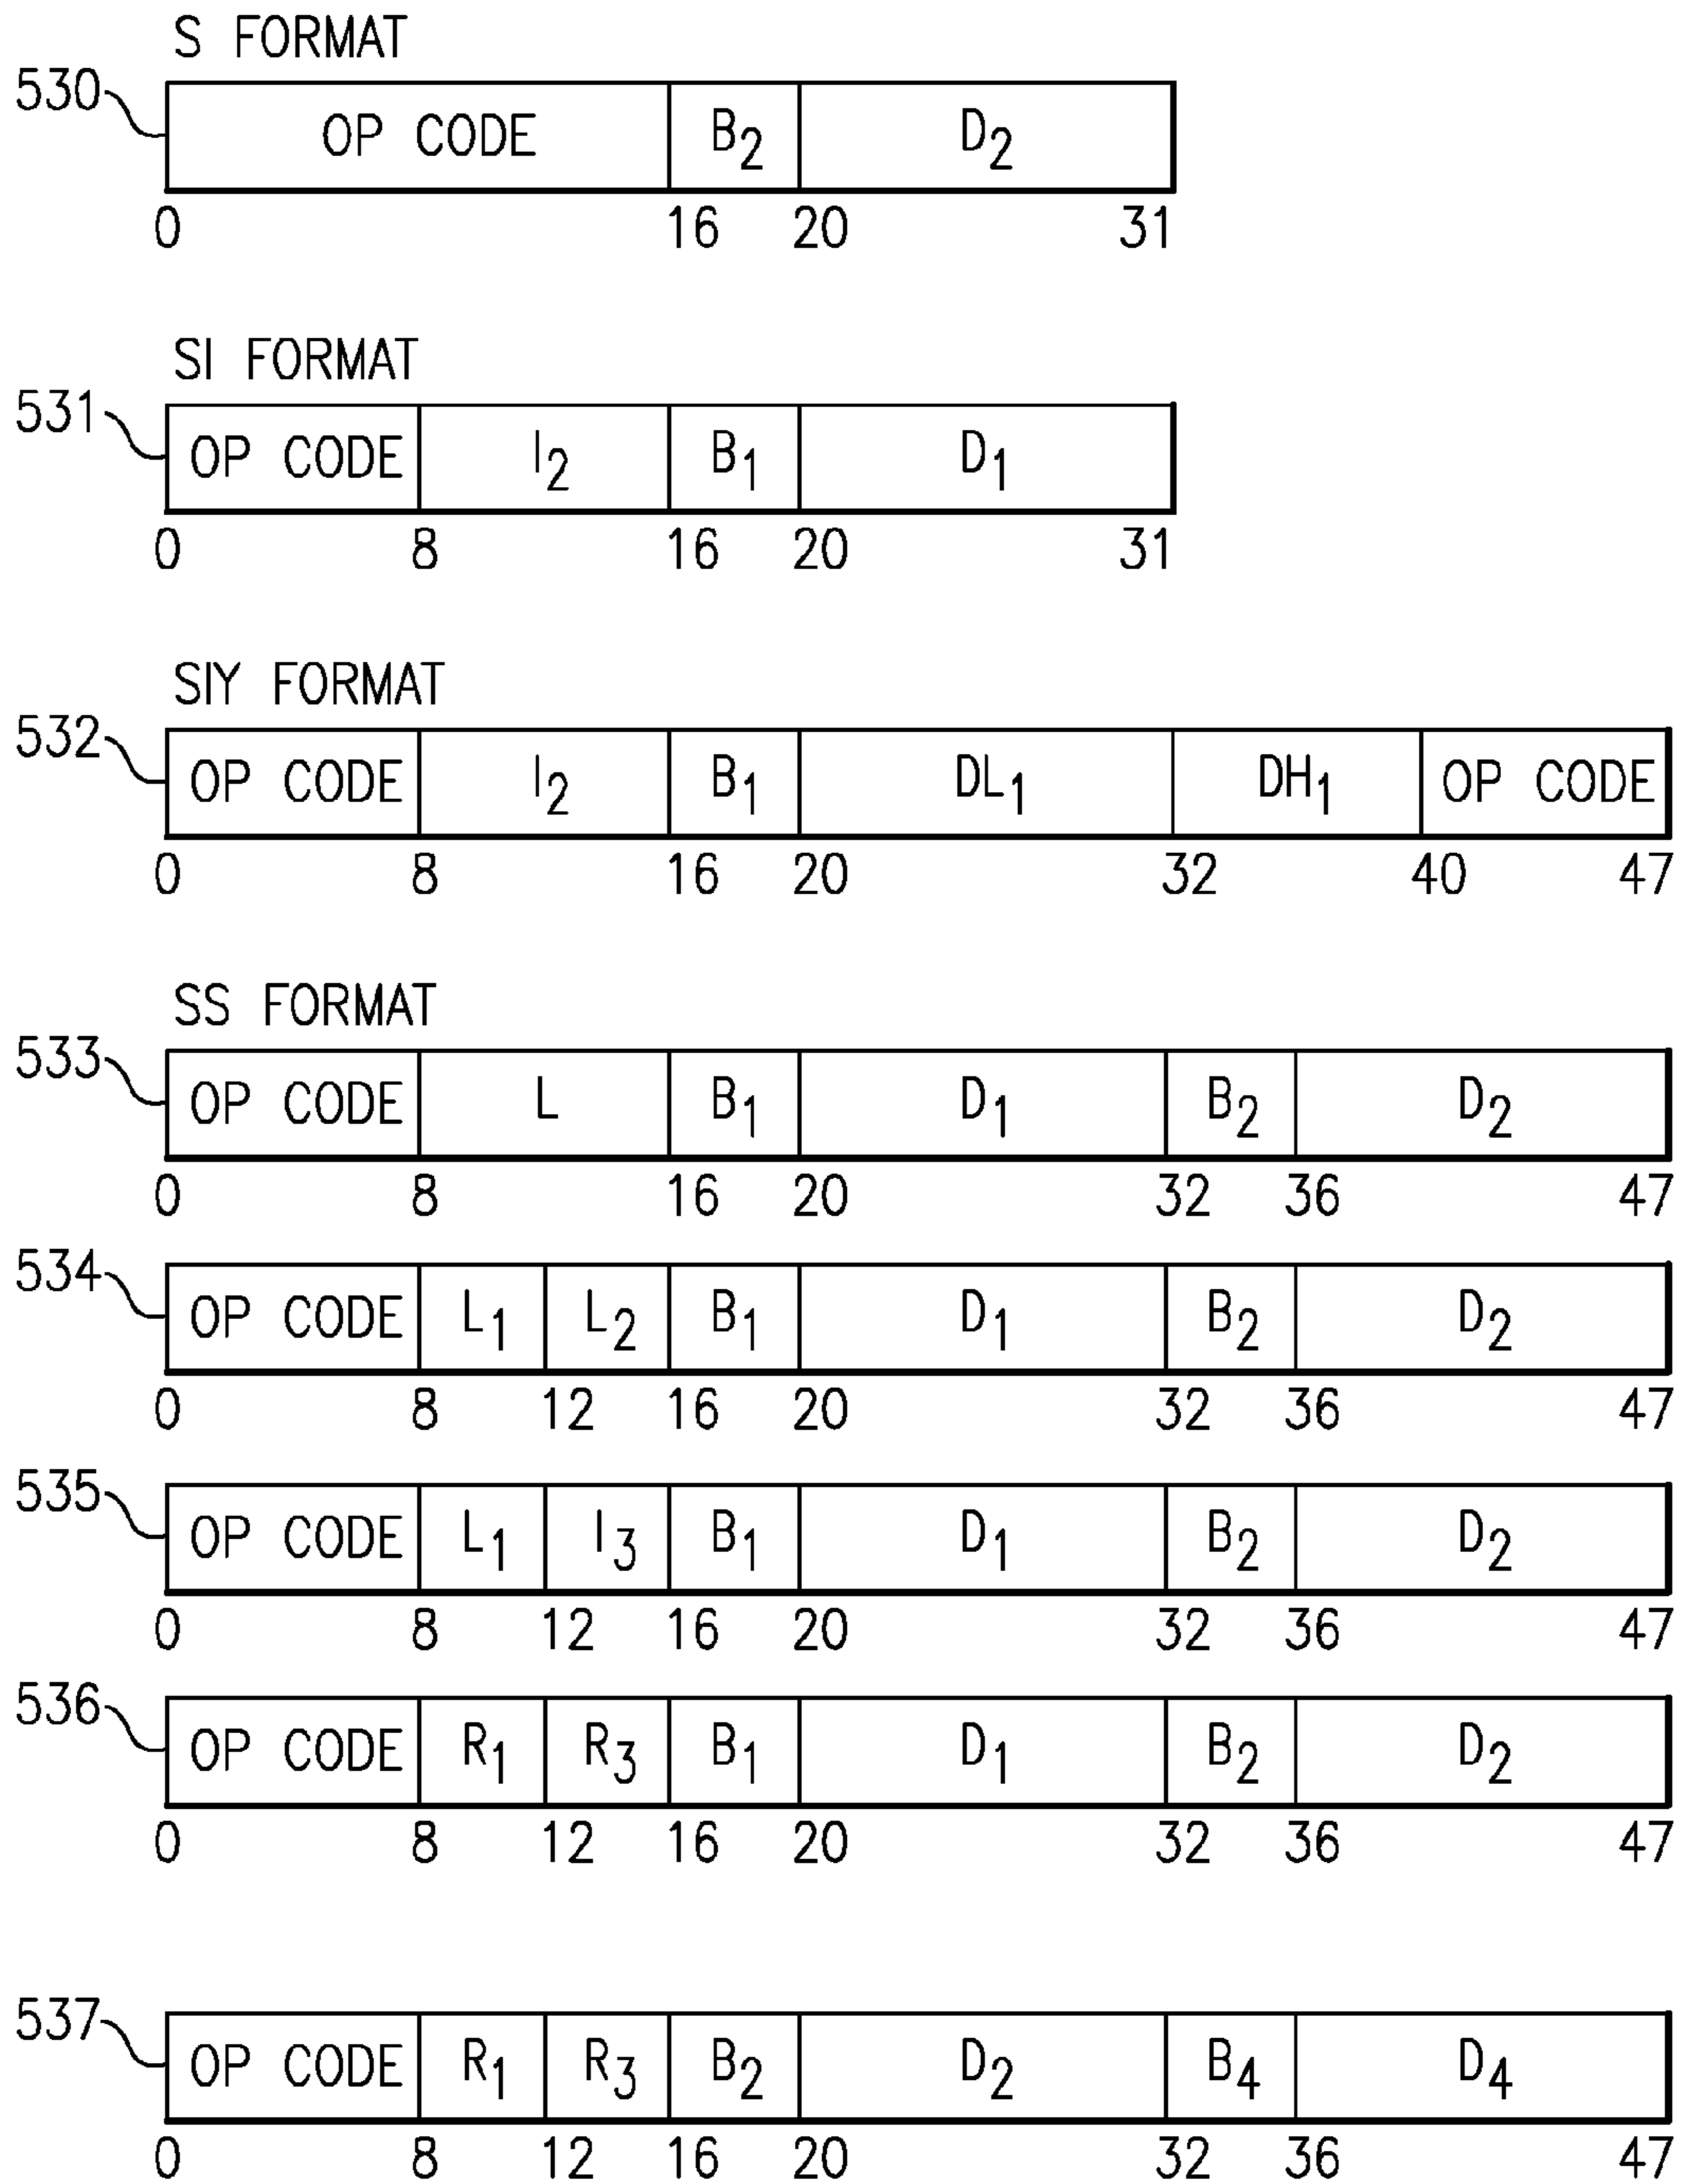 S FORMAT
530
OP CODE B2 D2
0 16 20 31
SI FORMAT
531
OP CODE I2 B1 D1
0 8 16 20 31
SIY FORMAT
532
OP CODE I2 B1 DL1 DH1 OP CODE
0 8 16 20 32 40 47
SS FORMAT
533
OP CODE L B1 D1 B2 D2
0 8 16 20 32 36 47
534
OP CODE L1 L2 B1 D1 B2 D2
0 8 12 16 20 32 36 47
535
OP CODE L1 I3 B1 D1 B2 D2
0 8 12 16 20 32 36 47
536
OP CODE R1 R3 B1 D1 B2 D2
0 8 12 16 20 32 36 47
537
OP CODE R1 R3 B2 D2 B4 D4
0 8 12 16 20 32 36 47